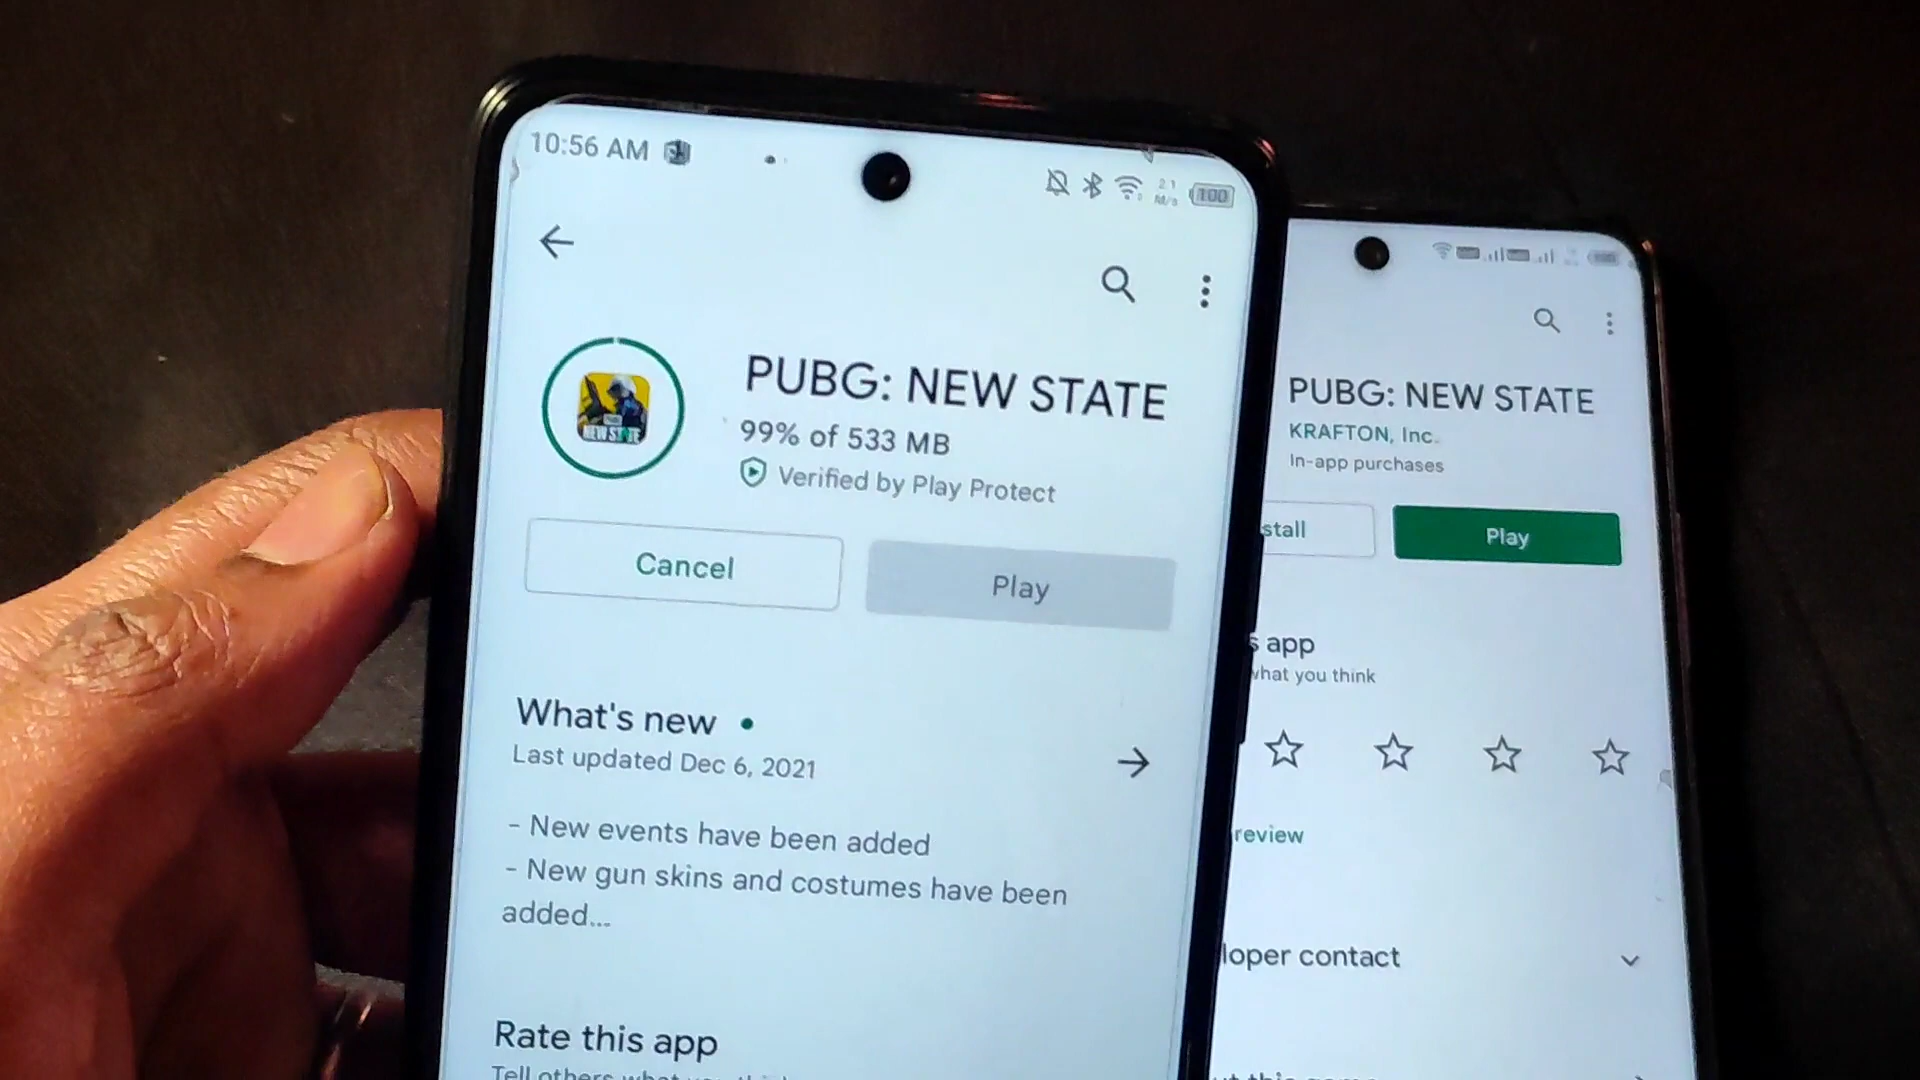 10:56 AM
100
PUBG: NEW STATE
99% of 533 MB
Verified by Play Protect
Cancel
Play
What's new
Last updated Dec 6, 2021
- New events have been added
- New gun skins and costumes have been
added...
Rate this app
Tell others what you
NEW STATE
PUBG: NEW STATE
KRAFTON, Inc.
In-app purchases
stall
Play
s app
what you think
review
loper contact